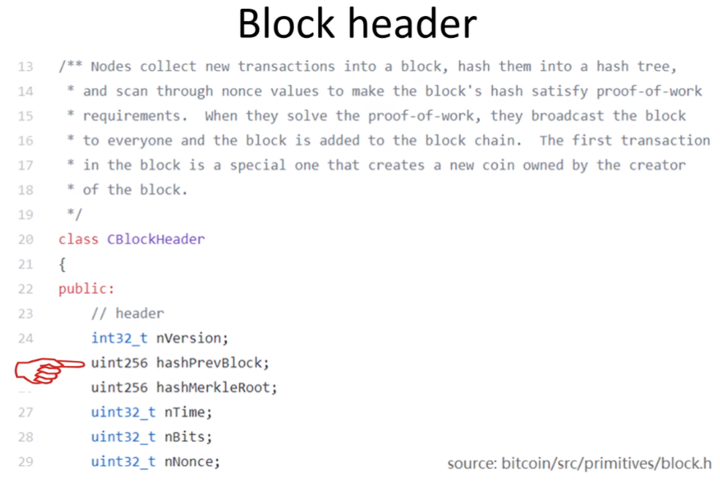 Block header
13 /** Nodes collect new transactions into a block, hash them into a hash tree,
14 * and scan through nonce values to make the block's hash satisfy proof-of-work
15 * requirements. When they solve the proof-of-work, they broadcast the block
16 * to everyone and the block is added to the block chain. The first transaction
17 * in the block is a special one that creates a new coin owned by the creator
18 * of the block.
19 */
20 class CBlockHeader
21 {
22 public:
23 // header
24 int32_t nVersion;
uint256 hashPrevBlock;
uint256 hashMerkleRoot;
27 uint32_t nTime;
28 uint32_t nBits;
29 uint32_t nNonce;
source: bitcoin/src/primitives/block.h